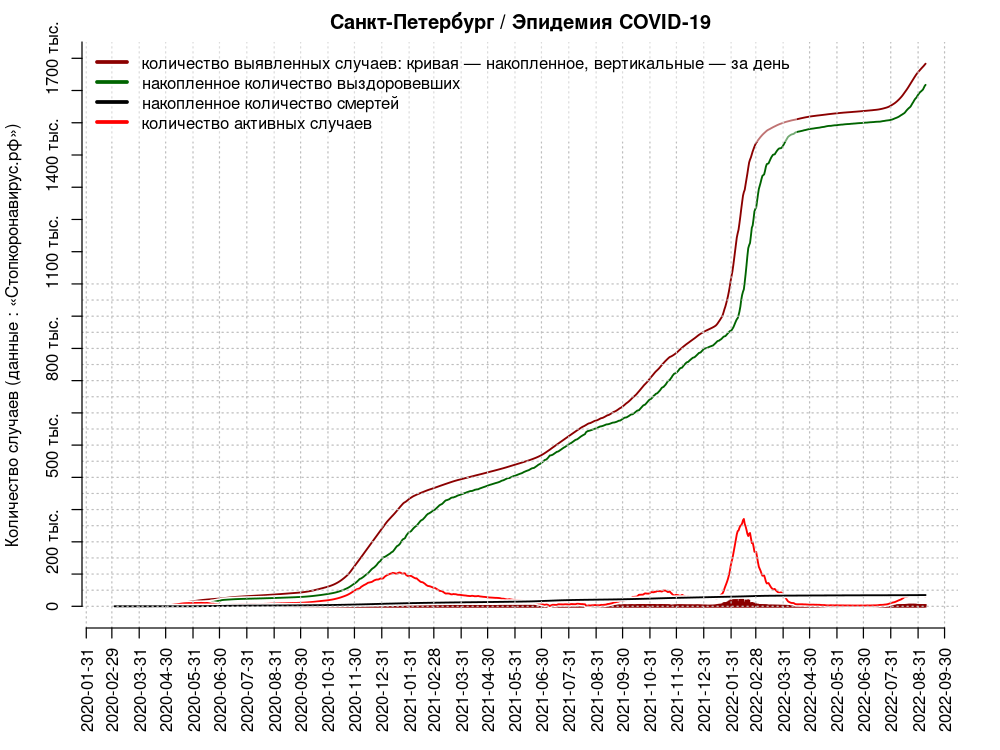 Санкт-Петербург / Эпидемия COVID-19
количество выявленных случаев: кривая — накопленное, вертикальные — за день
накопленное количество выздоровевших
накопленное количество смертей
количество активных случаев
Количество случаев (данные : «Стопкоронавирус.рф»)
1700 тыс.
1400 тыс.
1100 тыс.
800 тыс.
500 тыс.
200 тыс.
0
2020-01-31
2020-02-29
2020-03-31
2020-04-30
2020-05-31
2020-06-30
2020-07-31
2020-08-31
2020-09-30
2020-10-31
2020-11-30
2020-12-31
2021-01-31
2021-02-28
2021-03-31
2021-04-30
2021-05-31
2021-06-30
2021-07-31
2021-08-31
2021-09-30
2021-10-31
2021-11-30
2021-12-31
2022-01-31
2022-02-28
2022-03-31
2022-04-30
2022-05-31
2022-06-30
2022-07-31
2022-08-31
2022-09-30